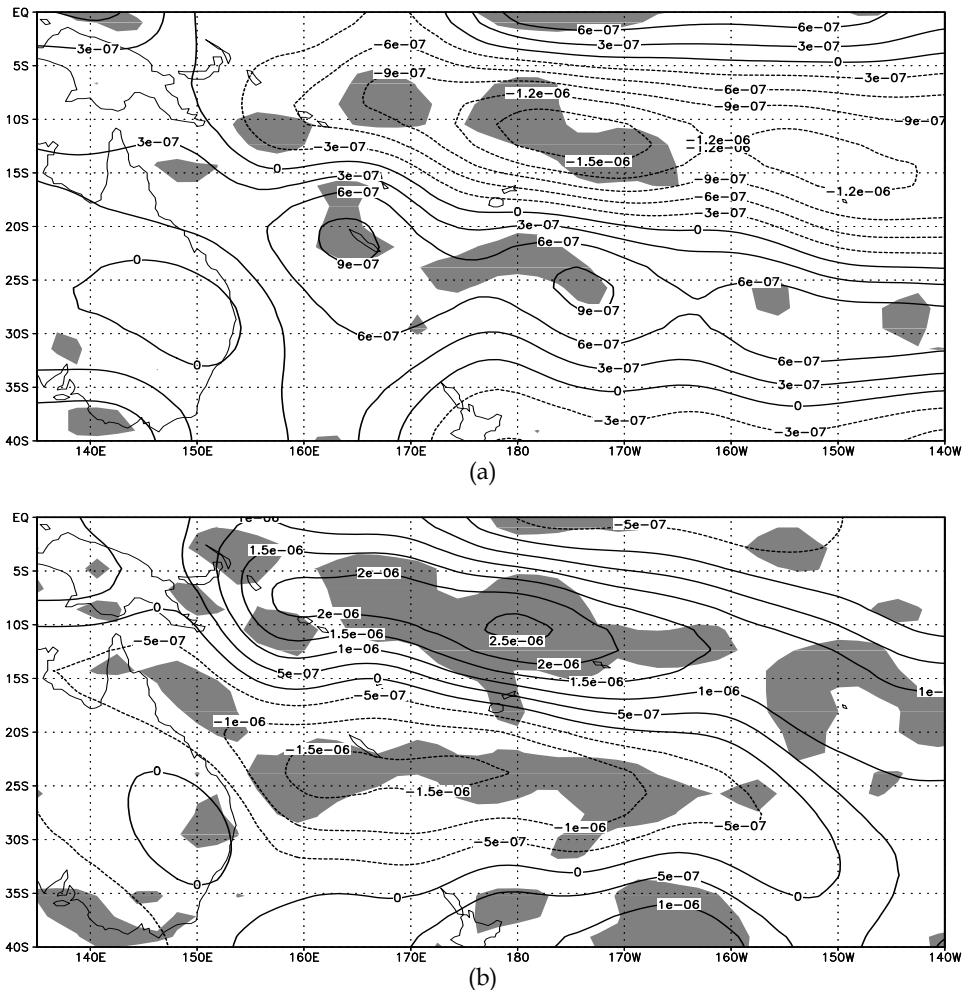 EQ
6e−07 6e−07
−6e−07 3e−07 3e−07
3e−07
0
5S
−9e−07 3e−07
6e−07
−1.2e−06
9e−07
10S −9e−07
−1.2e−06
3e−07 −3e−07
−1.2e−06
−1.5e−06
0
15S 3e−07 −9e−07
6e−07 −6e−07 −1.2e−06
0 −3e−07
20S 3e−07 0
6e−07
0 9e−07
25S
6e−07
9e−07
30S 6e−07
6e−07
0 6e−07
3e−07 3e−07
35S 0 0
−3e−07 −3e−07
40S
140E 150E 160E 170E 180 170W 160W 150W 140W
(a)
EQ 1e−06
−5e−07
1.5e−06
5S 2e−06
0 2e−06
10S 1.5e−06 2.5e−06
−5e−07 1e−06
2e−06
15S 5e−07 0 1.5e−06
−5e−07 1e−06 1e−
−1e−06 5e−07
20S
−1.5e−06
0
25S −1.5e−06
−1e−06 −5e−07
30S −5e−07
0 5e−07
35S 0 0 0
1e−06
40S
140E 150E 160E 170E 180 170W 160W 150W 140W
(b)